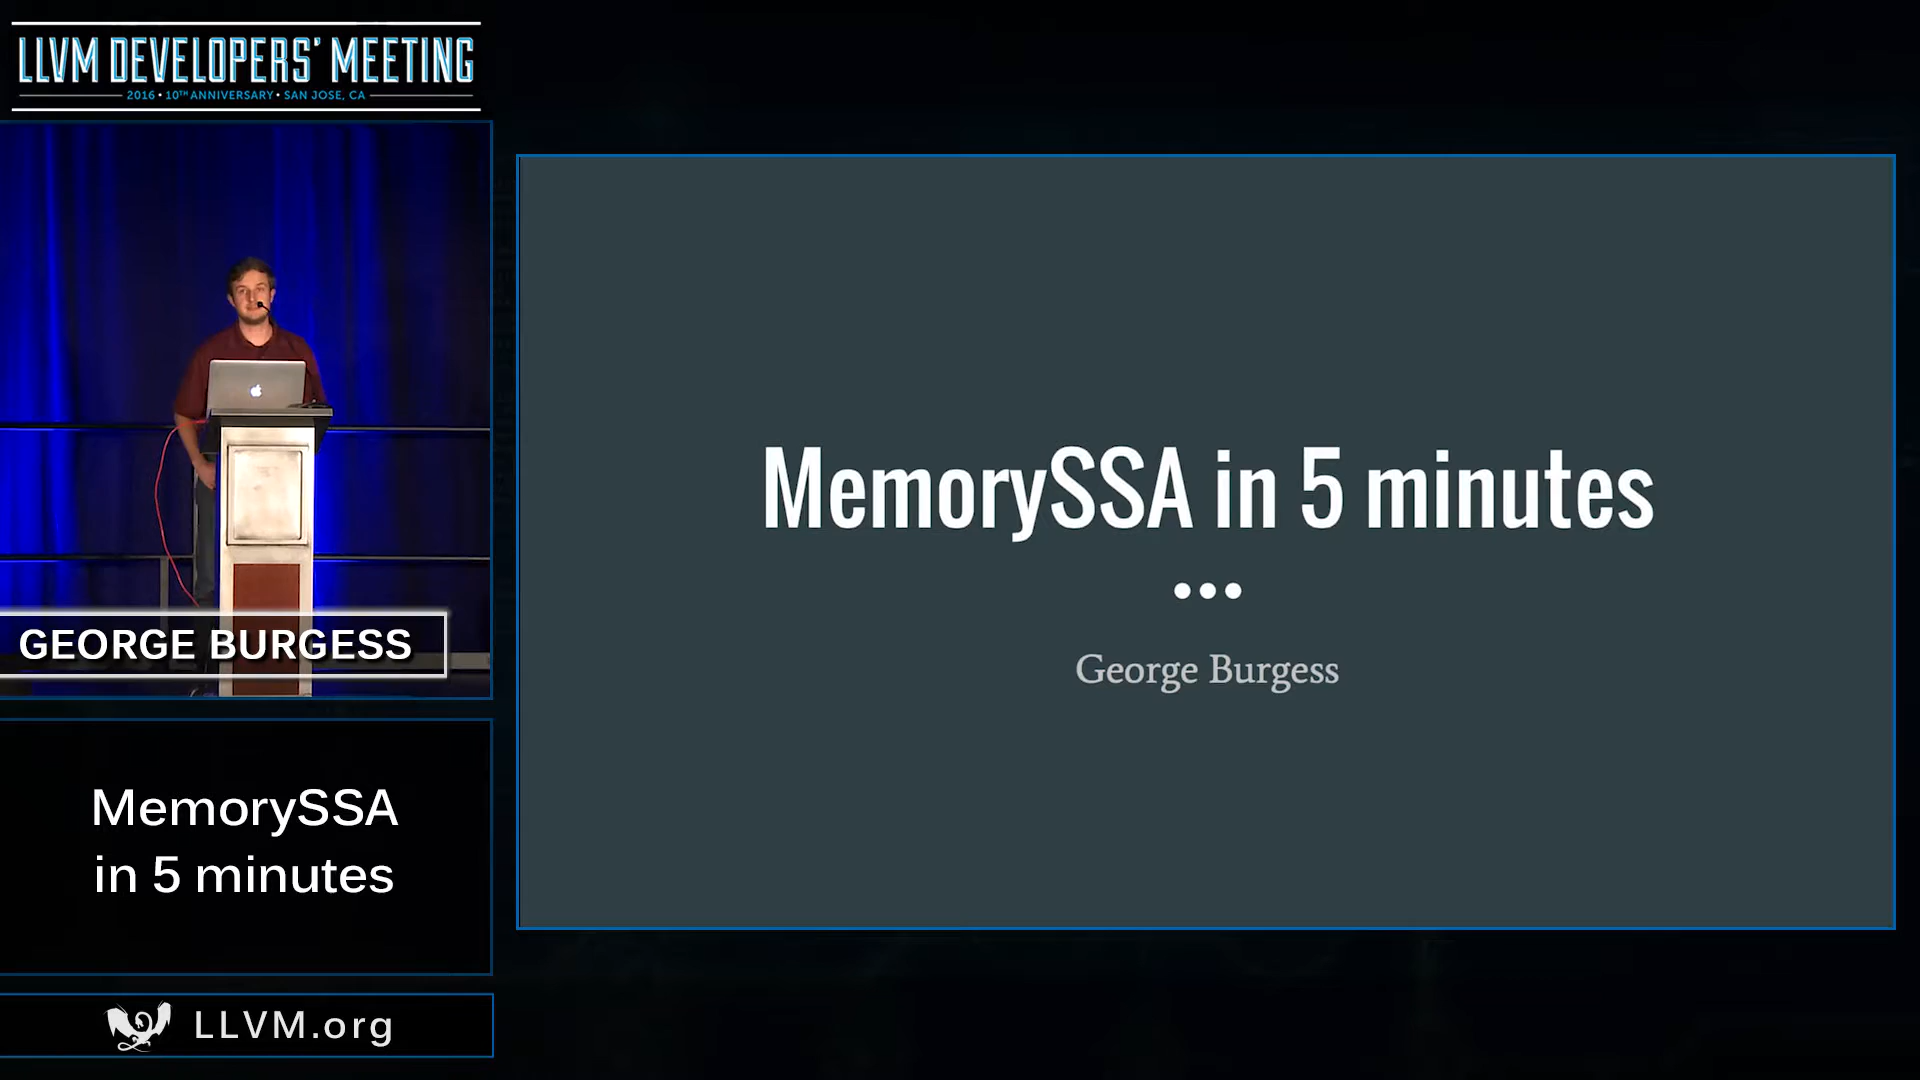 LLVM DEVELOPERS' MEETING
2016 • 10TH ANNIVERSARY • SAN JOSE, CA
GEORGE BURGESS
MemorySSA
in 5 minutes
LLVM.org
MemorySSA in 5 minutes
George Burgess